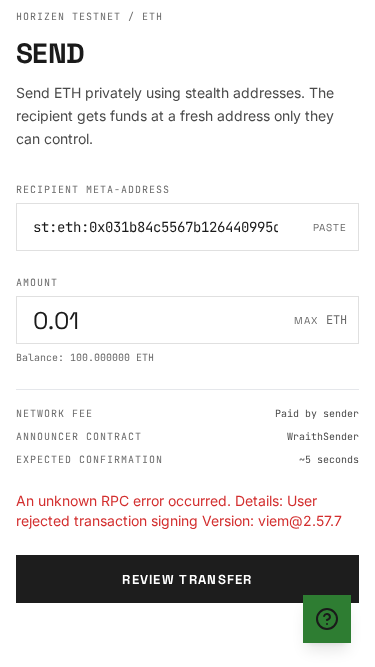 HORIZEN TESTNET / ETH
SEND
Send ETH privately using stealth addresses. The
recipient gets funds at a fresh address only they
can control.
RECIPIENT META-ADDRESS
st:eth:0x031b84c5567b126440995c PASTE
AMOUNT
0.01 MAX ETH
Balance: 100.000000 ETH
NETWORK FEE Paid by sender
ANNOUNCER CONTRACT WraithSender
EXPECTED CONFIRMATION ~5 seconds
An unknown RPC error occurred. Details: User
rejected transaction signing Version: viem@2.57.7
REVIEW TRANSFER